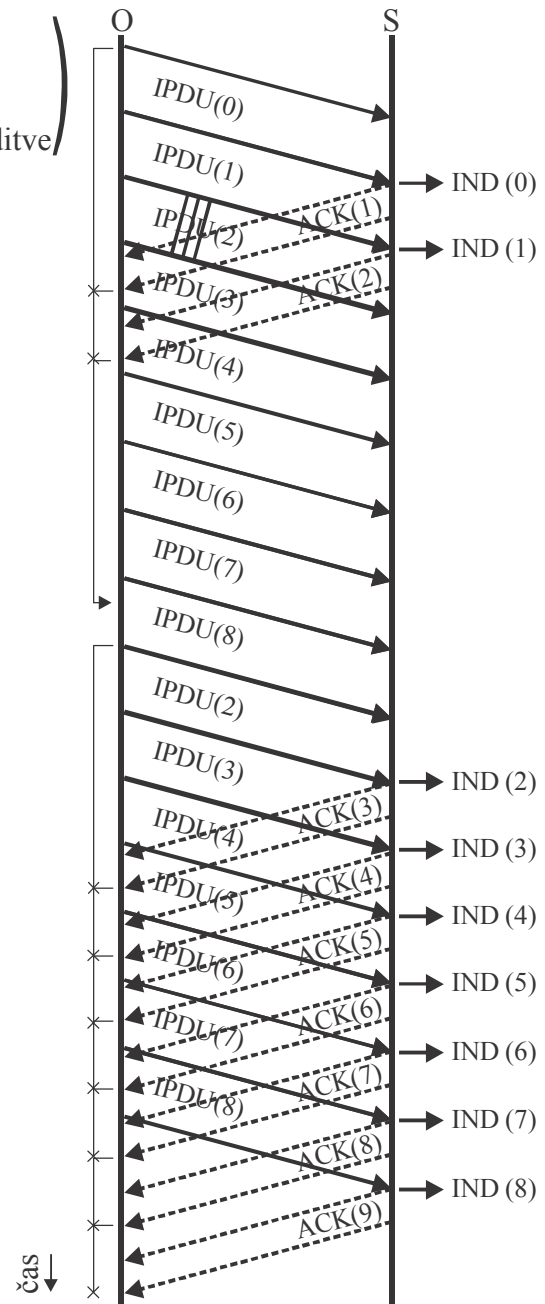 O
S
ditve
IPDU(0)
IPDU(1)
IND (0)
ACK(1)
IPDU(2)
IND (1)
ACK(2)
IPDU(3)
IPDU(4)
IPDU(5)
IPDU(6)
IPDU(7)
IPDU(8)
IPDU(2)
IPDU(3)
IND (2)
ACK(3)
IPDU(4)
IND (3)
ACK(4)
IPDU(5)
IND (4)
ACK(5)
IPDU(6)
IND (5)
ACK(6)
IPDU(7)
IND (6)
ACK(7)
IPDU(8)
IND (7)
ACK(8)
IND (8)
ACK(9)
čas